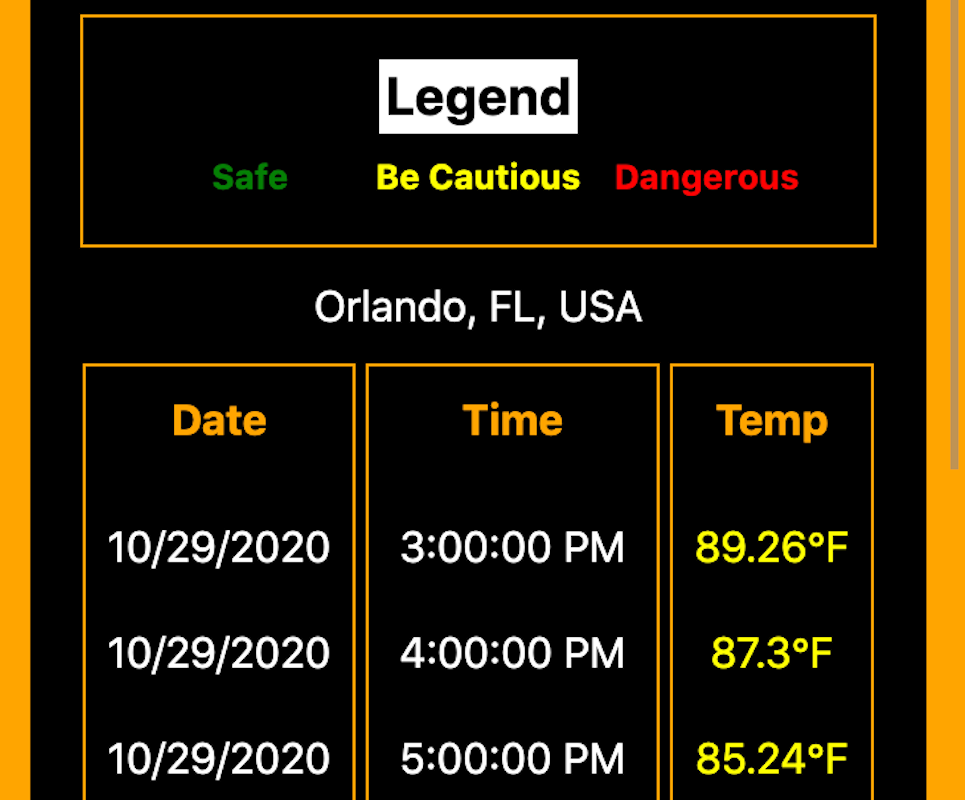 Legend
Safe Be Cautious Dangerous
Orlando, FL, USA
Date Time Temp
10/29/2020 3:00:00 PM 89.26°F
10/29/2020 4:00:00 PM 87.3°F
10/29/2020 5:00:00 PM 85.24°F